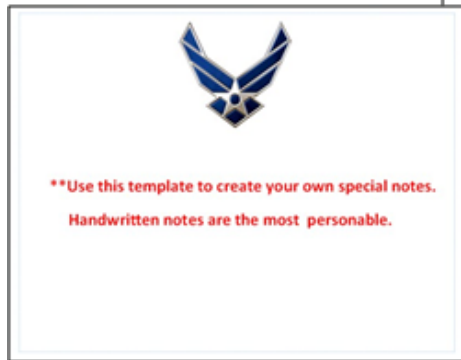 **Use this template to create your own special notes.
Handwritten notes are the most personable.